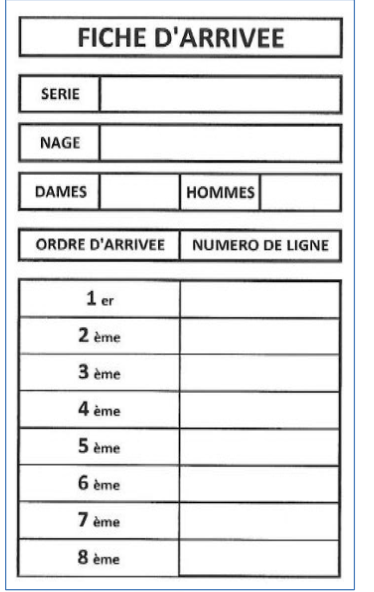 FICHE D'ARRIVEE
SERIE
NAGE
DAMES HOMMES
ORDRE D'ARRIVEE NUMERO DE LIGNE
1 er
2 ème
3 ème
4 ème
5 ème
6 ème
7 ème
8 ème